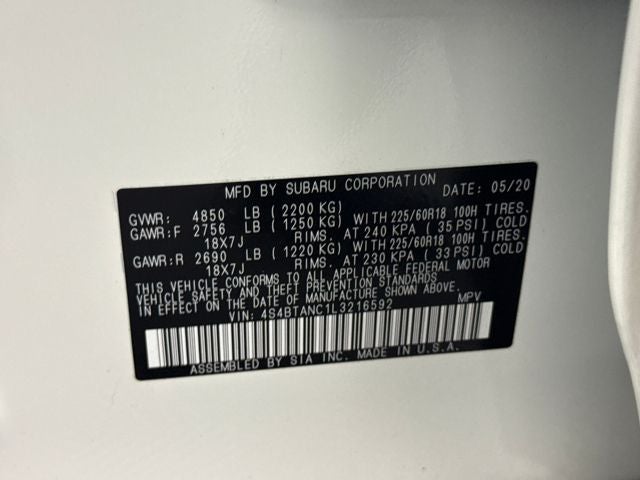 MFD BY SUBARU CORPORATION DATE: 05/20
GVWR: 4850 LB ( 2200 KG)
GAWR: F 2756 LB ( 1250 KG) WITH 225/60R18 100H TIRES.
18X7J RIMS. AT 240 KPA ( 35 PSI) COLD
GAWR: R 2690 LB ( 1220 KG) WITH 225/60R18 100H TIRES.
18X7J RIMS. AT 230 KPA ( 33 PSI) COLD
THIS VEHICLE CONFORMS TO ALL APPLICABLE FEDERAL MOTOR
VEHICLE SAFETY AND THEFT PREVENTION STANDARDS
IN EFFECT ON THE DATE OF MANUFACTURE SHOWN ABOVE.
VIN: 4S4BTANC1L3216592 MPV
ASSEMBLED BY SIA INC. MADE IN U.S.A.